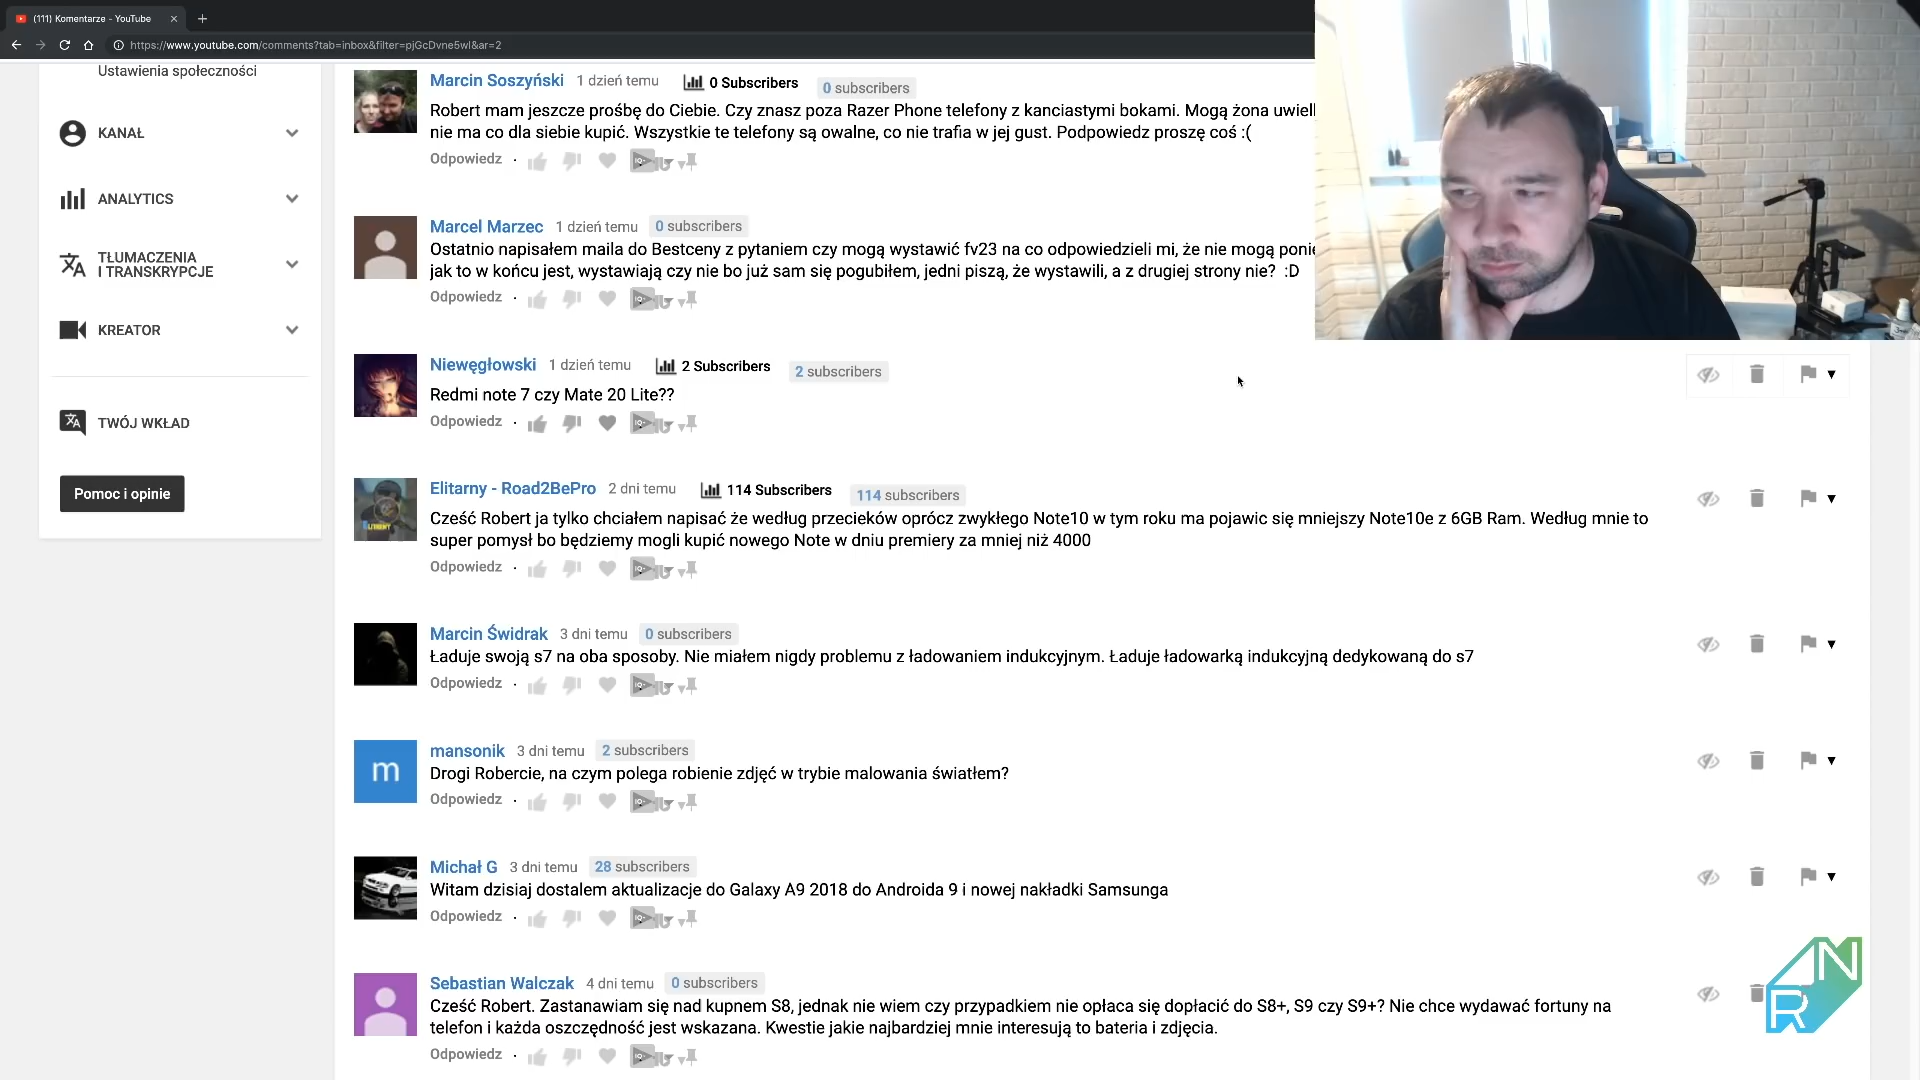 (111) Komentarze - YouTube
https://www.youtube.com/comments?tab=inbox&filter=pjGcDvne5wI&ar=2
Ustawienia społeczności
KANAŁ
ANALYTICS
TŁUMACZENIA
I TRANSKRYPCJE
KREATOR
TWÓJ WKŁAD
Pomoc i opinie
Marcin Soszyński 1 dzień temu 0 Subscribers 0 subscribers
Robert mam jeszcze prośbę do Ciebie. Czy znasz poza Razer Phone telefony z kanciastymi bokami. Mogą żona
nie ma co dla siebie kupić. Wszystkie te telefony są owalne, co nie trafia w jej gust. Podpowiedz proszę coś :(
Odpowiedz
Marcel Marzec 1 dzień temu 0 subscribers
Ostatnio napisałem maila do Bestceny z pytaniem czy mogą wystawić fv23 na co odpowiedzieli mi, że nie mogą
jak to w końcu jest, wystawiają czy nie bo już sam się pogubiłem, jedni piszą, że wystawili, a z drugiej strony nie? :D
Odpowiedz
Niewęgłowski 1 dzień temu 2 Subscribers 2 subscribers
Redmi note 7 czy Mate 20 Lite??
Odpowiedz
Elitarny - Road2BePro 2 dni temu 114 Subscribers 114 subscribers
Cześć Robert ja tylko chciałem napisać że według przecieków oprócz zwykłego Note10 w tym roku ma pojawic się mniejszy Note10e z 6GB Ram. Według mnie to
super pomysł bo będziemy mogli kupić nowego Note w dniu premiery za mniej niż 4000
Odpowiedz
Marcin Świdrak 3 dni temu 0 subscribers
Ładuje swoją s7 na oba sposoby. Nie miałem nigdy problemu z ładowaniem indukcyjnym. Ładuje ładowarką indukcyjną dedykowaną do s7
Odpowiedz
m
mansonik 3 dni temu 2 subscribers
Drogi Robercie, na czym polega robienie zdjęć w trybie malowania światłem?
Odpowiedz
Michał G 3 dni temu 28 subscribers
Witam dzisiaj dostalem aktualizacje do Galaxy A9 2018 do Androida 9 i nowej nakładki Samsunga
Odpowiedz
Sebastian Walczak 4 dni temu 0 subscribers
Cześć Robert. Zastanawiam się nad kupnem S8, jednak nie wiem czy przypadkiem nie opłaca się dopłacić do S8+, S9 czy S9+? Nie chce wydawać fortuny na
telefon i każda oszczędność jest wskazana. Kwestie jakie najbardziej mnie interesują to bateria i zdjęcia.
Odpowiedz
RN